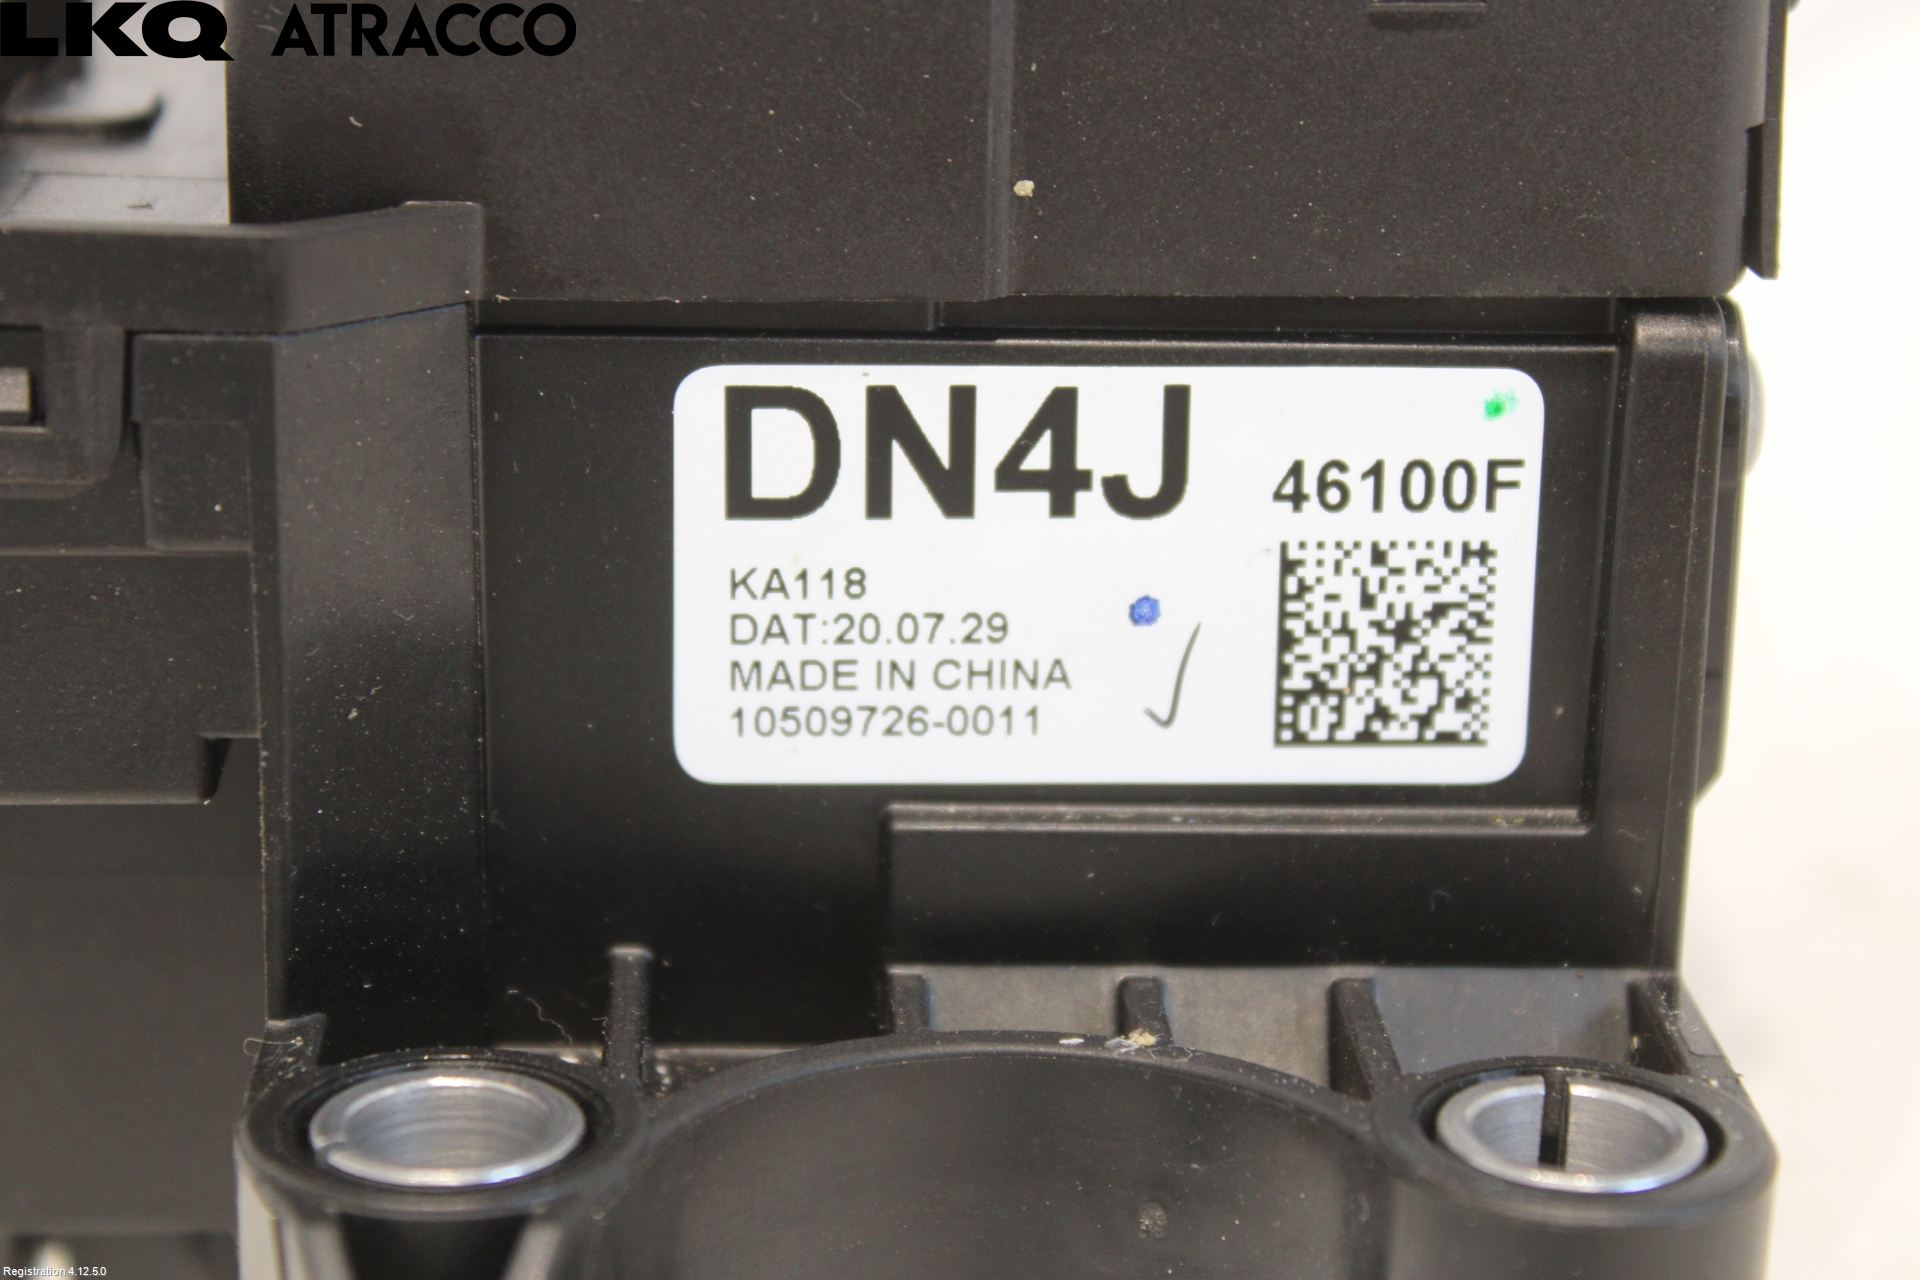 LKQ ATRACCO
DN4J 46100F
KA118
DAT:20.07.29
MADE IN CHINA
10509726-0011
Registration 4.12.5.0